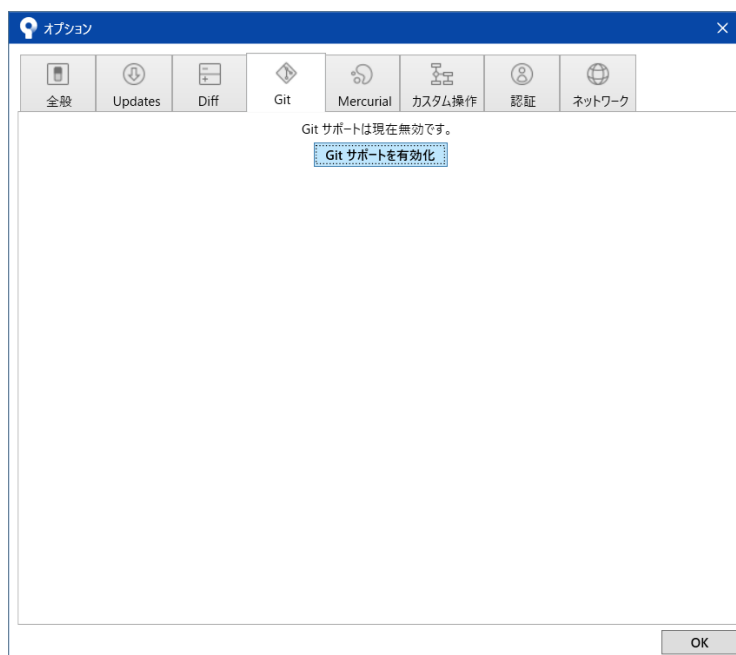 オプション
全般
Updates
Diff
Git
Mercurial
カスタム操作
認証
ネットワーク
Git サポートは現在無効です。
Git サポートを有効化
OK